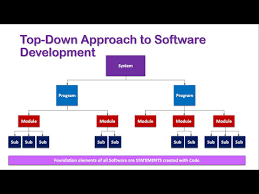 Top-Down Approach to Software
Development
System
Program
Program
Module
Module
Module
Module
Sub
Sub
Sub
Sub
Sub
Sub
Sub
Sub
Sub
Sub
Foundation elements of all Software are STATEMENTS created with Code.